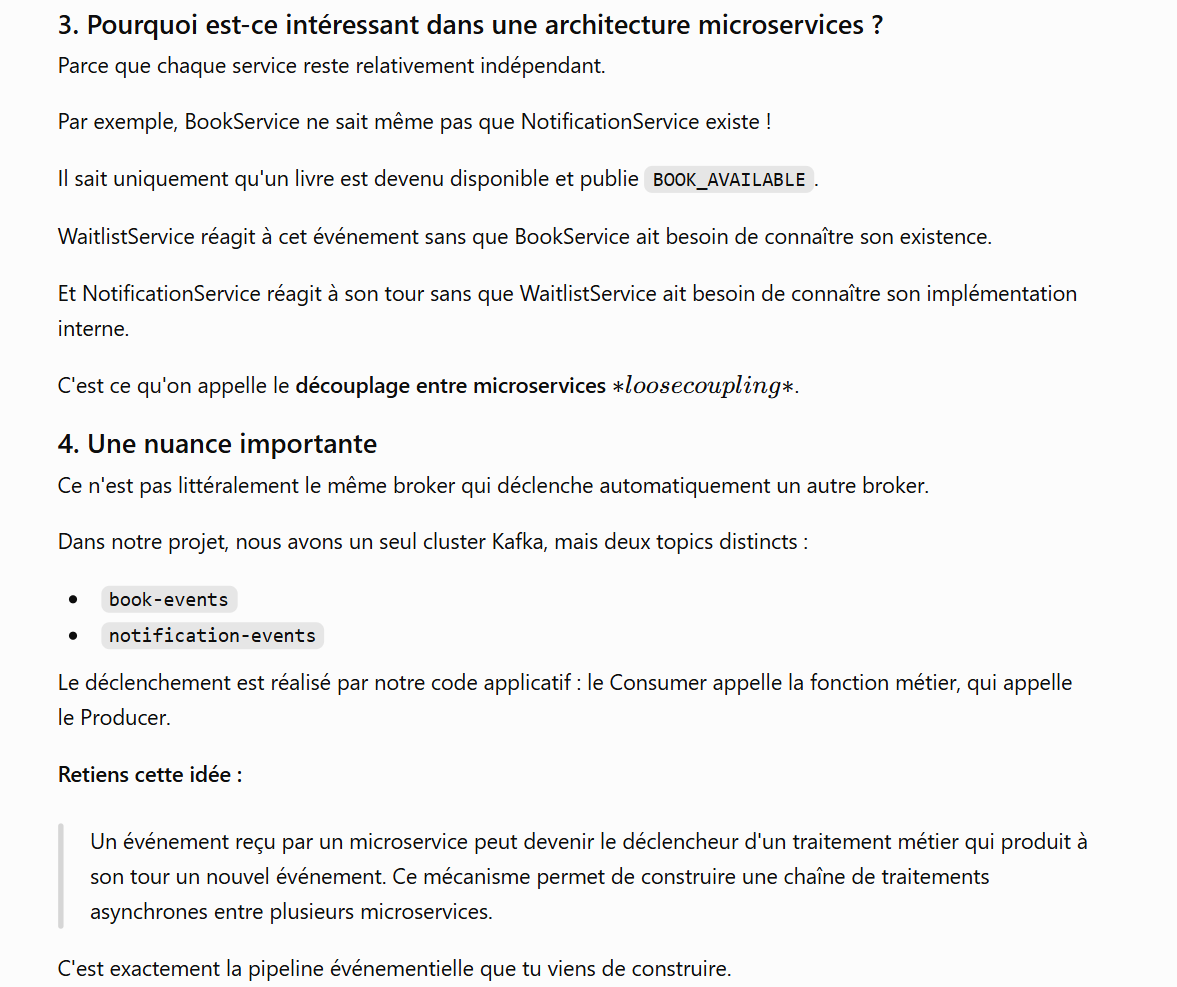 3. Pourquoi est-ce intéressant dans une architecture microservices ?
Parce que chaque service reste relativement indépendant.
Par exemple, BookService ne sait même pas que NotificationService existe !
Il sait uniquement qu'un livre est devenu disponible et publie BOOK_AVAILABLE.
WaitlistService réagit à cet événement sans que BookService ait besoin de connaître son existence.
Et NotificationService réagit à son tour sans que WaitlistService ait besoin de connaître son implémentation
interne.
C'est ce qu'on appelle le découplage entre microservices *loosecoupling*.
4. Une nuance importante
Ce n'est pas littéralement le même broker qui déclenche automatiquement un autre broker.
Dans notre projet, nous avons un seul cluster Kafka, mais deux topics distincts :
• book-events
• notification-events
Le déclenchement est réalisé par notre code applicatif : le Consumer appelle la fonction métier, qui appelle
le Producer.
Retiens cette idée :
Un événement reçu par un microservice peut devenir le déclencheur d'un traitement métier qui produit à
son tour un nouvel événement. Ce mécanisme permet de construire une chaîne de traitements
asynchrones entre plusieurs microservices.
C'est exactement la pipeline événementielle que tu viens de construire.